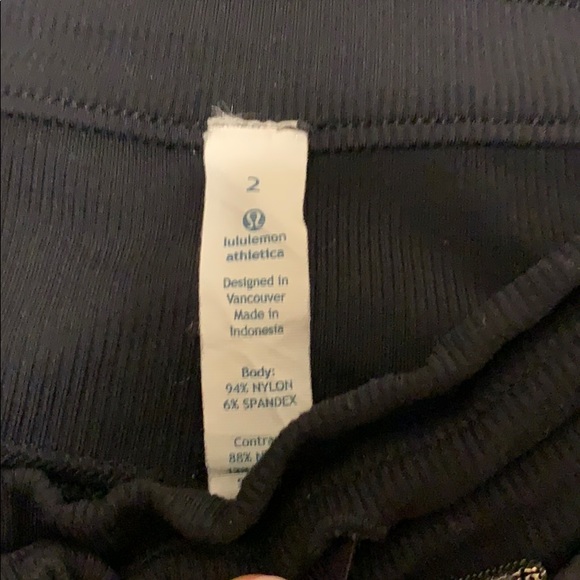 2
lululemon
athletica
Designed in
Vancouver
Made in
Indonesia
Body:
94% NYLON
6% SPANDEX
Contra
88% N